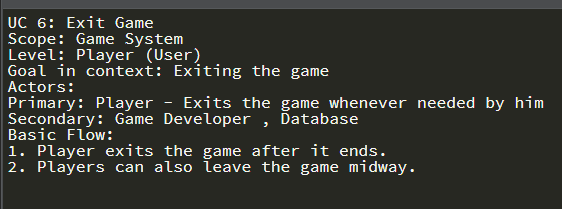 UC 6: Exit Game
Scope: Game System
Level: Player (User)
Goal in context: Exiting the game
Actors:
Primary: Player - Exits the game whenever needed by him
Secondary: Game Developer , Database
Basic Flow:
1. Player exits the game after it ends.
2. Players can also leave the game midway.